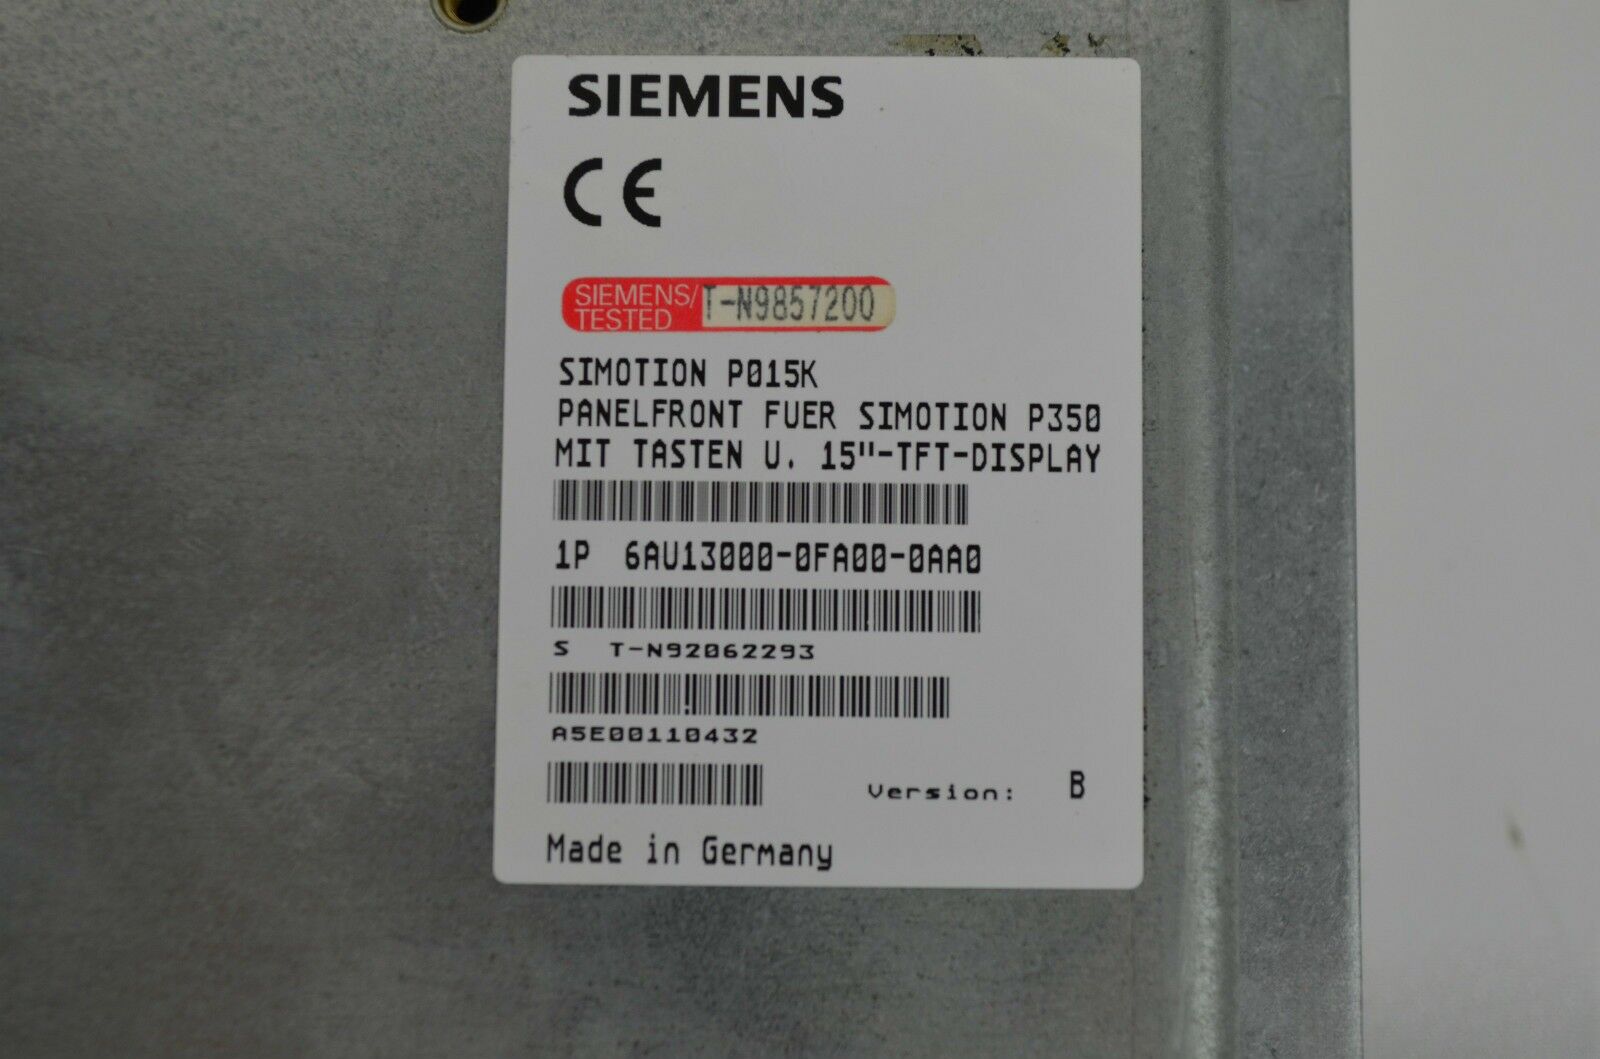 SIEMENS
CE
SIEMENS/
TESTED
T-N9857200
SIMOTION P015K
PANELFRONT FUER SIMOTION P350
MIT TASTEN U. 15"-TFT-DISPLAY
1P 6AU13000-0FA00-0AA0
S T-N92062293
A5E00110432
Version: B
Made in Germany